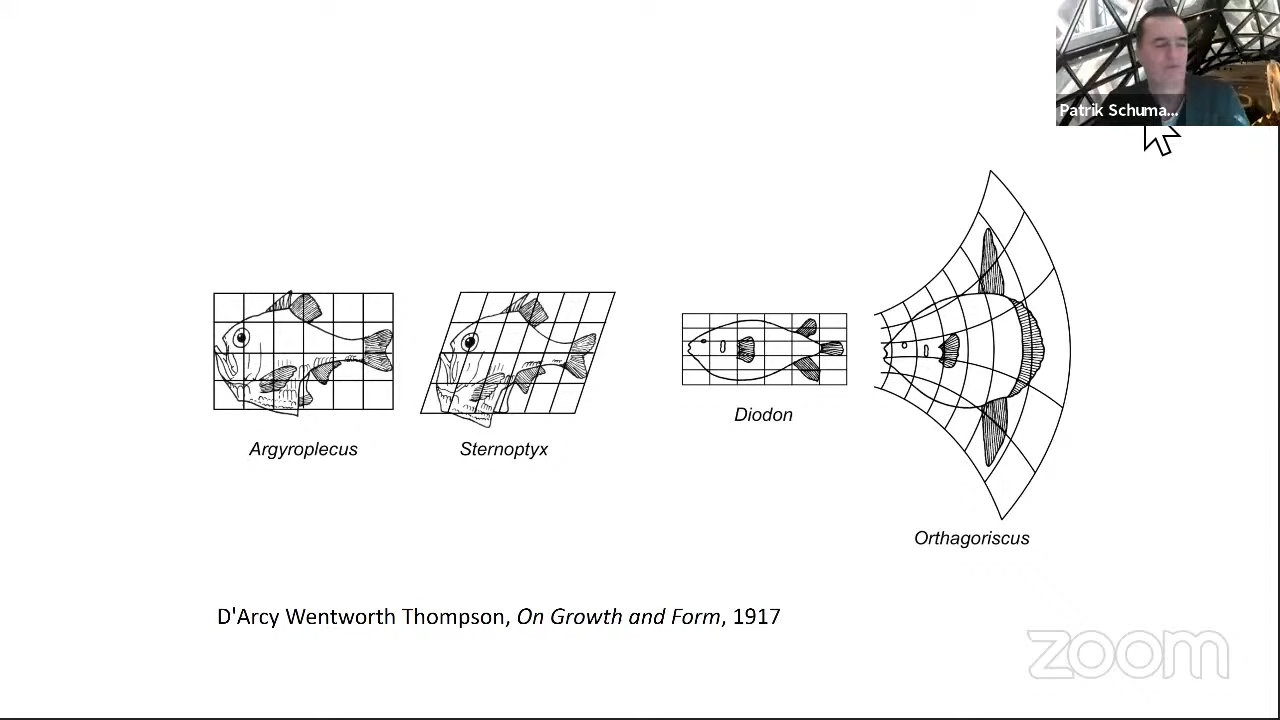 Patrik Schuma...
Argyroplecus
Sternoptyx
Diodon
Orthagoriscus
D'Arcy Wentworth Thompson, On Growth and Form, 1917
zoom